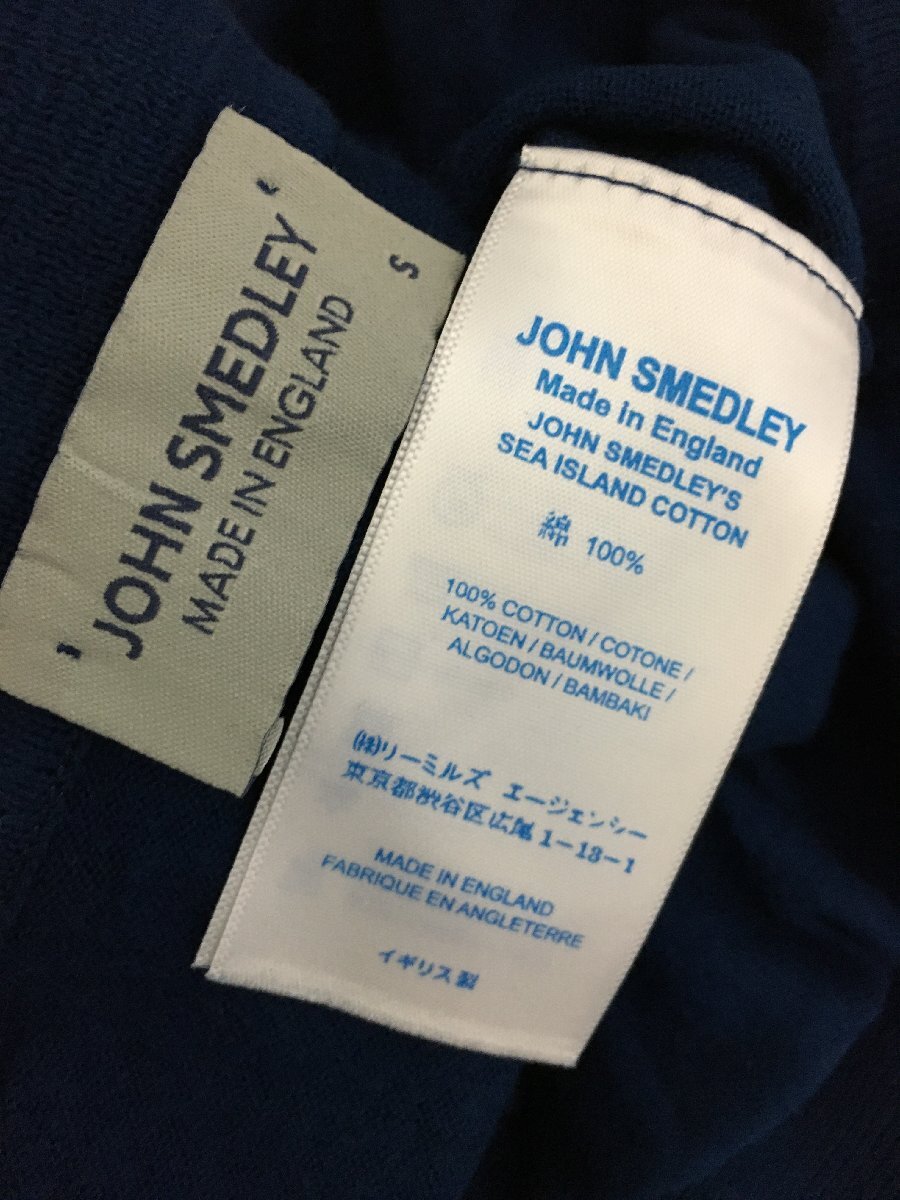 "JOHN SMEDLEY"
MADE IN ENGLAND
S
JOHN SMEDLEY
Made in England
JOHN SMEDLEY'S
SEA ISLAND COTTON
綿 100%
100% COTTON / COTONE /
KATOEN / BAUMWOLLE /
ALGODON / BAMBAKI
㈱リーミルズ エージェンシー
東京都渋谷区広尾1-13-1
MADE IN ENGLAND
FABRIQUE EN ANGLETERRE
イギリス製